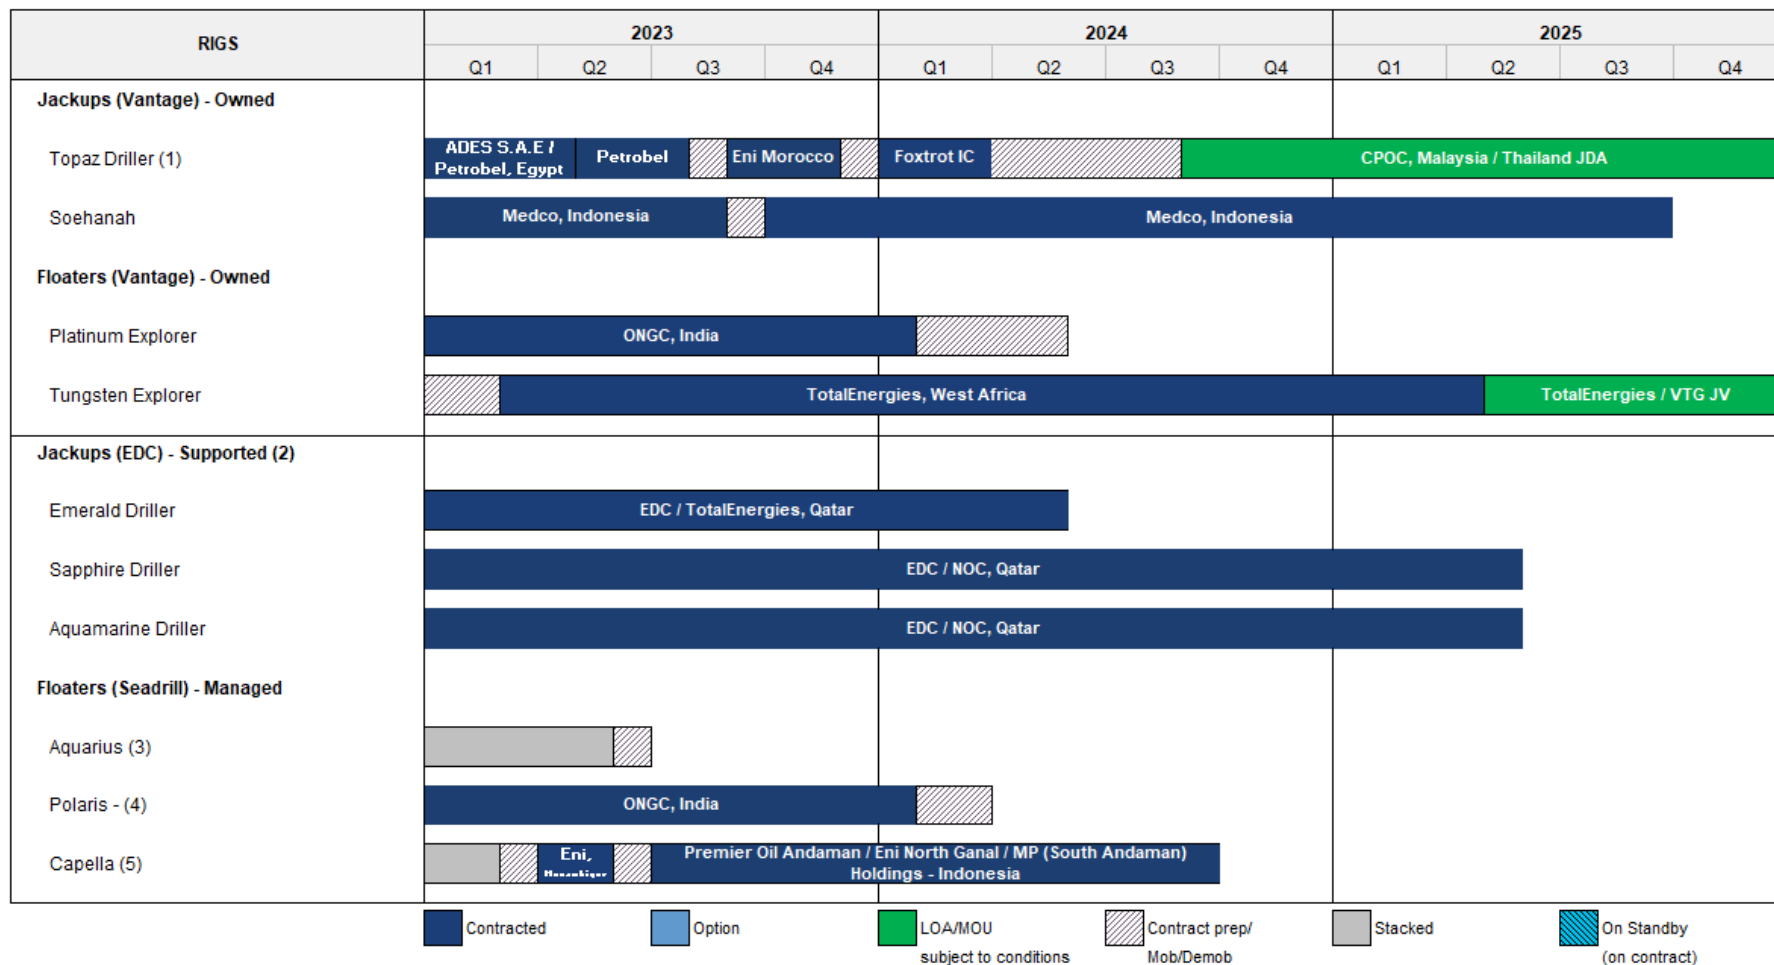 RIGS
2023
2024
2025
Q1 Q2 Q3 Q4 Q1 Q2 Q3 Q4 Q1 Q2 Q3 Q4
Jackups (Vantage) - Owned
Topaz Driller (1)
ADES S.A.E /
Petrobel, Egypt
Petrobel
Eni Morocco
Foxtrot IC
CPOC, Malaysia / Thailand JDA
Soehanah
Medco, Indonesia
Medco, Indonesia
Floaters (Vantage) - Owned
Platinum Explorer
ONGC, India
Tungsten Explorer
TotalEnergies, West Africa
TotalEnergies / VTG JV
Jackups (EDC) - Supported (2)
Emerald Driller
EDC / TotalEnergies, Qatar
Sapphire Driller
EDC / NOC, Qatar
Aquamarine Driller
EDC / NOC, Qatar
Floaters (Seadrill) - Managed
Aquarius (3)
Polaris - (4)
ONGC, India
Capella (5)
Eni,
Premier Oil Andaman / Eni North Ganal / MP (South Andaman)
Holdings - Indonesia
Contracted
Option
LOA/MOU
subject to conditions
Contract prep/
Mob/Demob
Stacked
On Standby
(on contract)